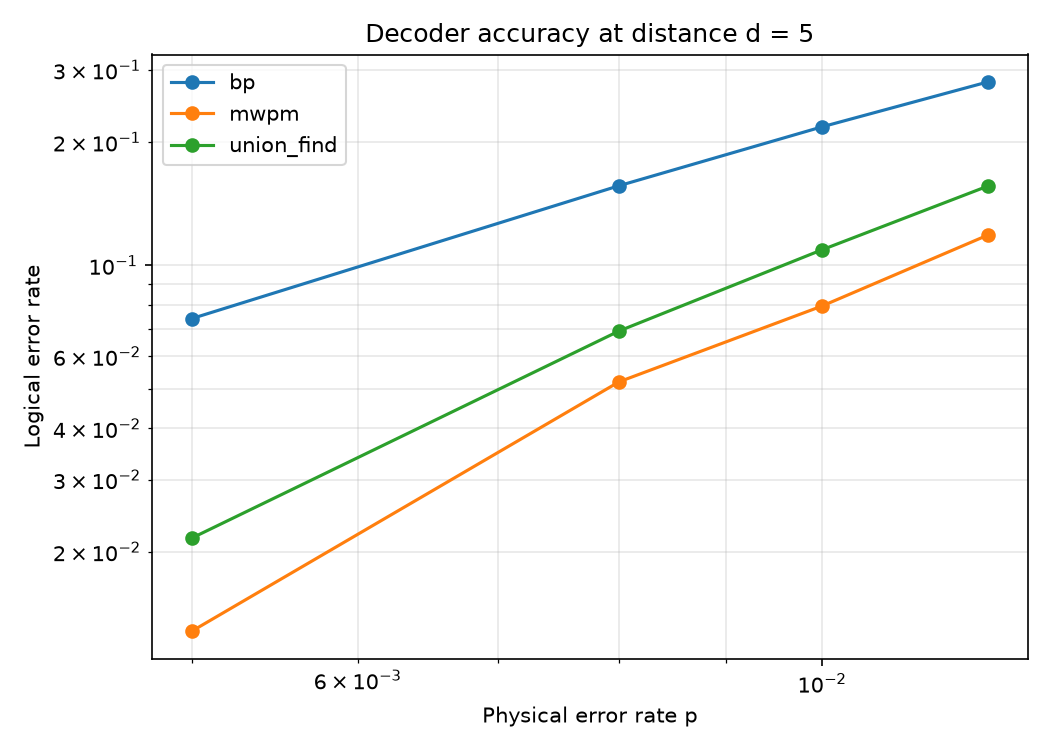 Decoder accuracy at distance d = 5
bp
mwpm
union_find
3 × 10⁻¹
2 × 10⁻¹
10⁻¹
6 × 10⁻²
4 × 10⁻²
3 × 10⁻²
2 × 10⁻²
Logical error rate
6 × 10⁻³
10⁻²
Physical error rate p